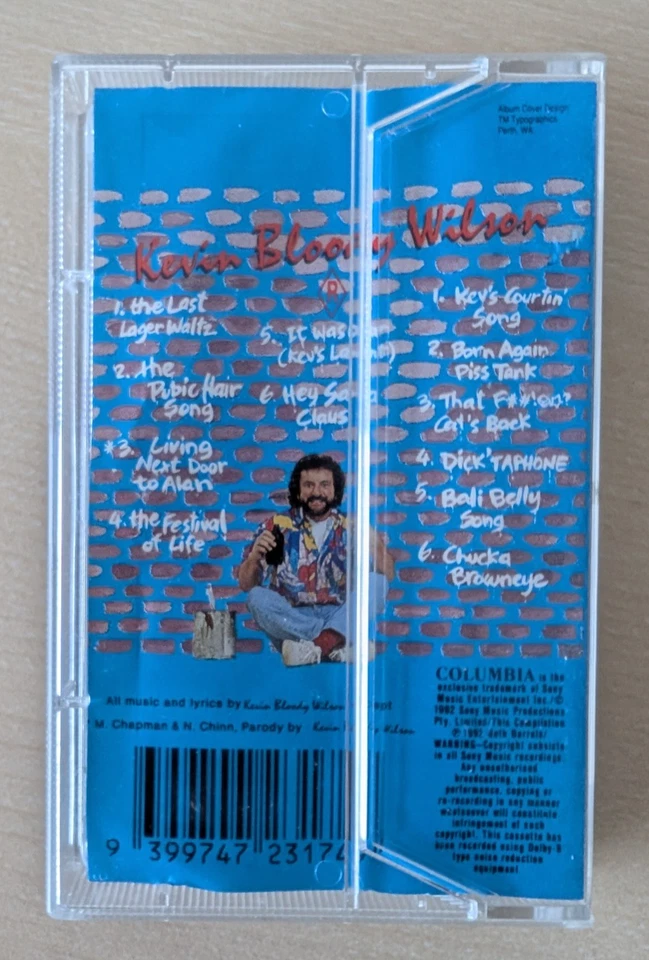 Album Cover Design
TM Typographics
Perth, WA
Kevin Bloody Wilson
R
1. the Last
Lager Waltz
2. the
Pubic Hair
Song
*3. Living
Next Door
to Alan
4. the Festival
of Life
5. It was
(Kev's
6. Hey Santa
Claus
1. Kev's Courtin'
Song
2. Born Again
Piss Tank
3. That
Cat's Back
4. DICK'TAPHONE
5. Bali Belly
Song
6. Chucka
Browneye
All music and lyrics by Kevin Bloody Wilson
M. Chapman & N. Chinn, Parody by Kevin Bloody Wilson
9 399747 23174
COLUMBIA is the
exclusive trademark of Sony
Music Entertainment Inc./©
1992 Sony Music Productions
Pty. Limited/This Compilation
℗ 1992
WARNING—Copyright subsists
in all Sony Music recordings.
Any unauthorised
broadcasting, public
performance, copying or
re-recording in any manner
whatsoever will constitute
infringement of such
copyright. This cassette has
been recorded using Dolby-B
type noise reduction
equipment